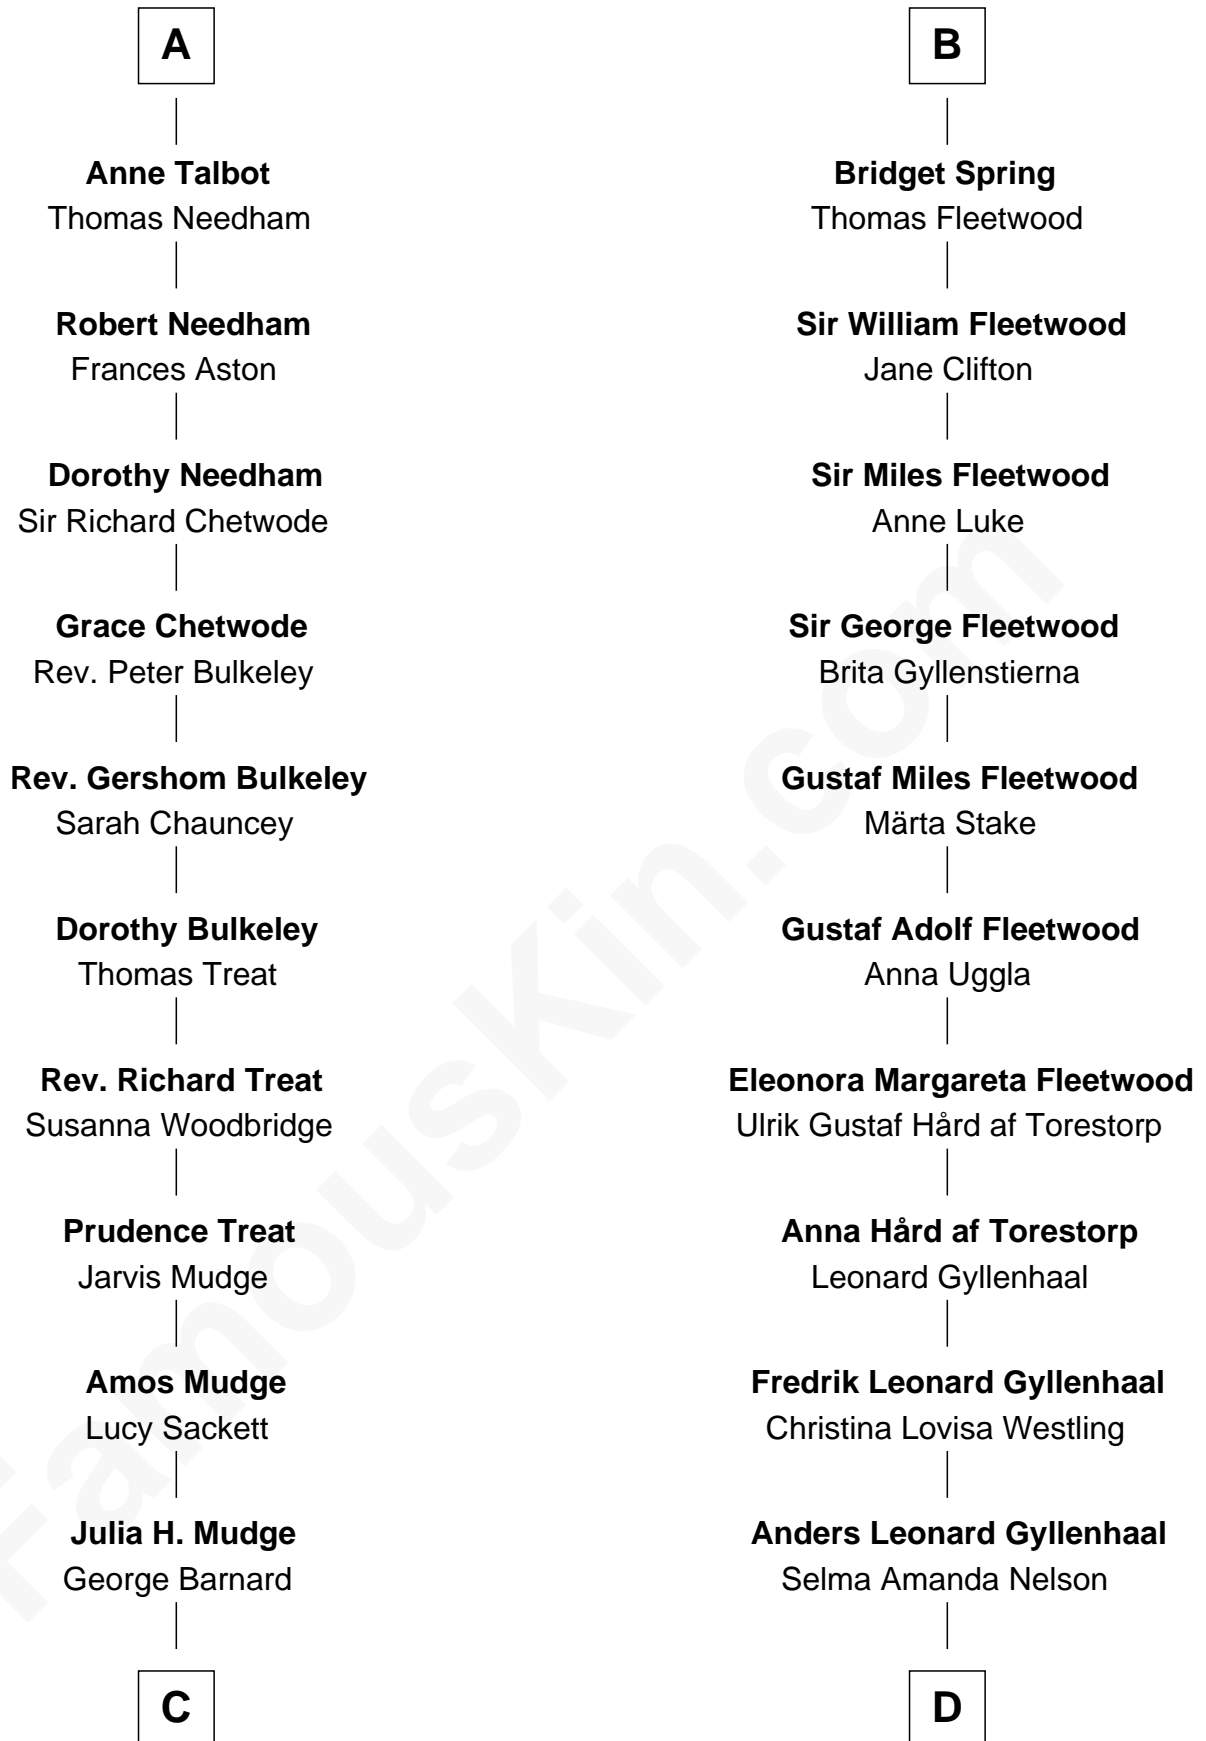 A
Anne Talbot
Thomas Needham
Robert Needham
Frances Aston
Dorothy Needham
Sir Richard Chetwode
Grace Chetwode
Rev. Peter Bulkeley
Rev. Gershom Bulkeley
Sarah Chauncey
Dorothy Bulkeley
Thomas Treat
Rev. Richard Treat
Susanna Woodbridge
Prudence Treat
Jarvis Mudge
Amos Mudge
Lucy Sackett
Julia H. Mudge
George Barnard
C
B
Bridget Spring
Thomas Fleetwood
Sir William Fleetwood
Jane Clifton
Sir Miles Fleetwood
Anne Luke
Sir George Fleetwood
Brita Gyllenstierna
Gustaf Miles Fleetwood
Märta Stake
Gustaf Adolf Fleetwood
Anna Uggla
Eleonora Margareta Fleetwood
Ulrik Gustaf Hård af Torestorp
Anna Hård af Torestorp
Leonard Gyllenhaal
Fredrik Leonard Gyllenhaal
Christina Lovisa Westling
Anders Leonard Gyllenhaal
Selma Amanda Nelson
D
FamousKin.com